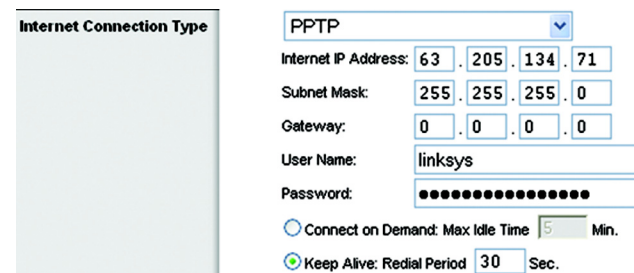 Internet Connection Type PPTP
Internet IP Address: 63 . 205 . 134 . 71
Subnet Mask: 255 . 255 . 255 . 0
Gateway: 0 . 0 . 0 . 0
User Name: linksys
Password: ●●●●●●●●●●●●●●●●
Connect on Demand: Max Idle Time 5 Min.
Keep Alive: Redial Period 30 Sec.